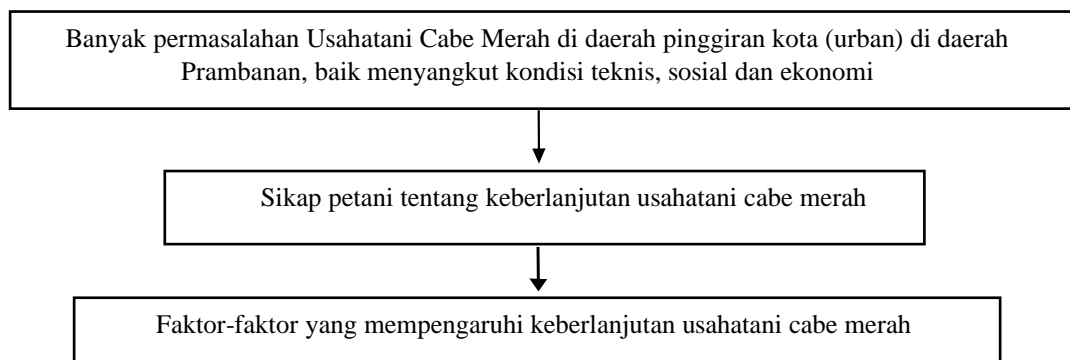 Banyak permasalahan Usahatani Cabe Merah di daerah pinggiran kota (urban) di daerah
Prambanan, baik menyangkut kondisi teknis, sosial dan ekonomi
Sikap petani tentang keberlanjutan usahatani cabe merah
Faktor-faktor yang mempengaruhi keberlanjutan usahatani cabe merah